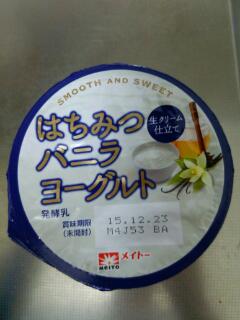 SMOOTH AND SWEET
はちみつ
バニラ
ヨーグルト
生クリーム
仕立て
発酵乳
賞味期限
(未開封)
15.12.23
M4J53 BA
MEITO
メイトー